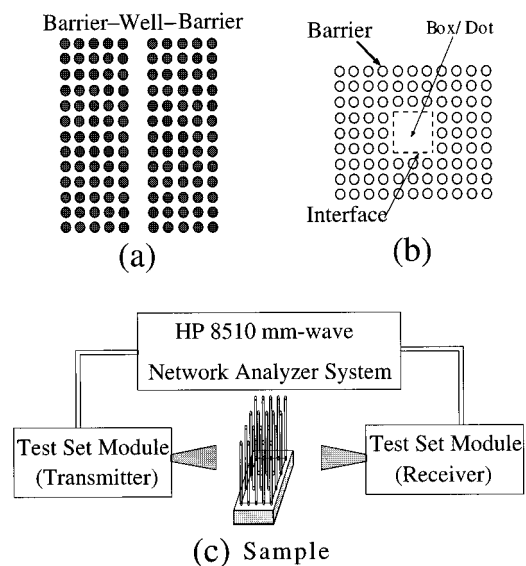 Barrier–Well–Barrier
(a)
Barrier
Box/ Dot
Interface
(b)
HP 8510 mm-wave
Network Analyzer System
Test Set Module
(Transmitter)
Test Set Module
(Receiver)
(c) Sample